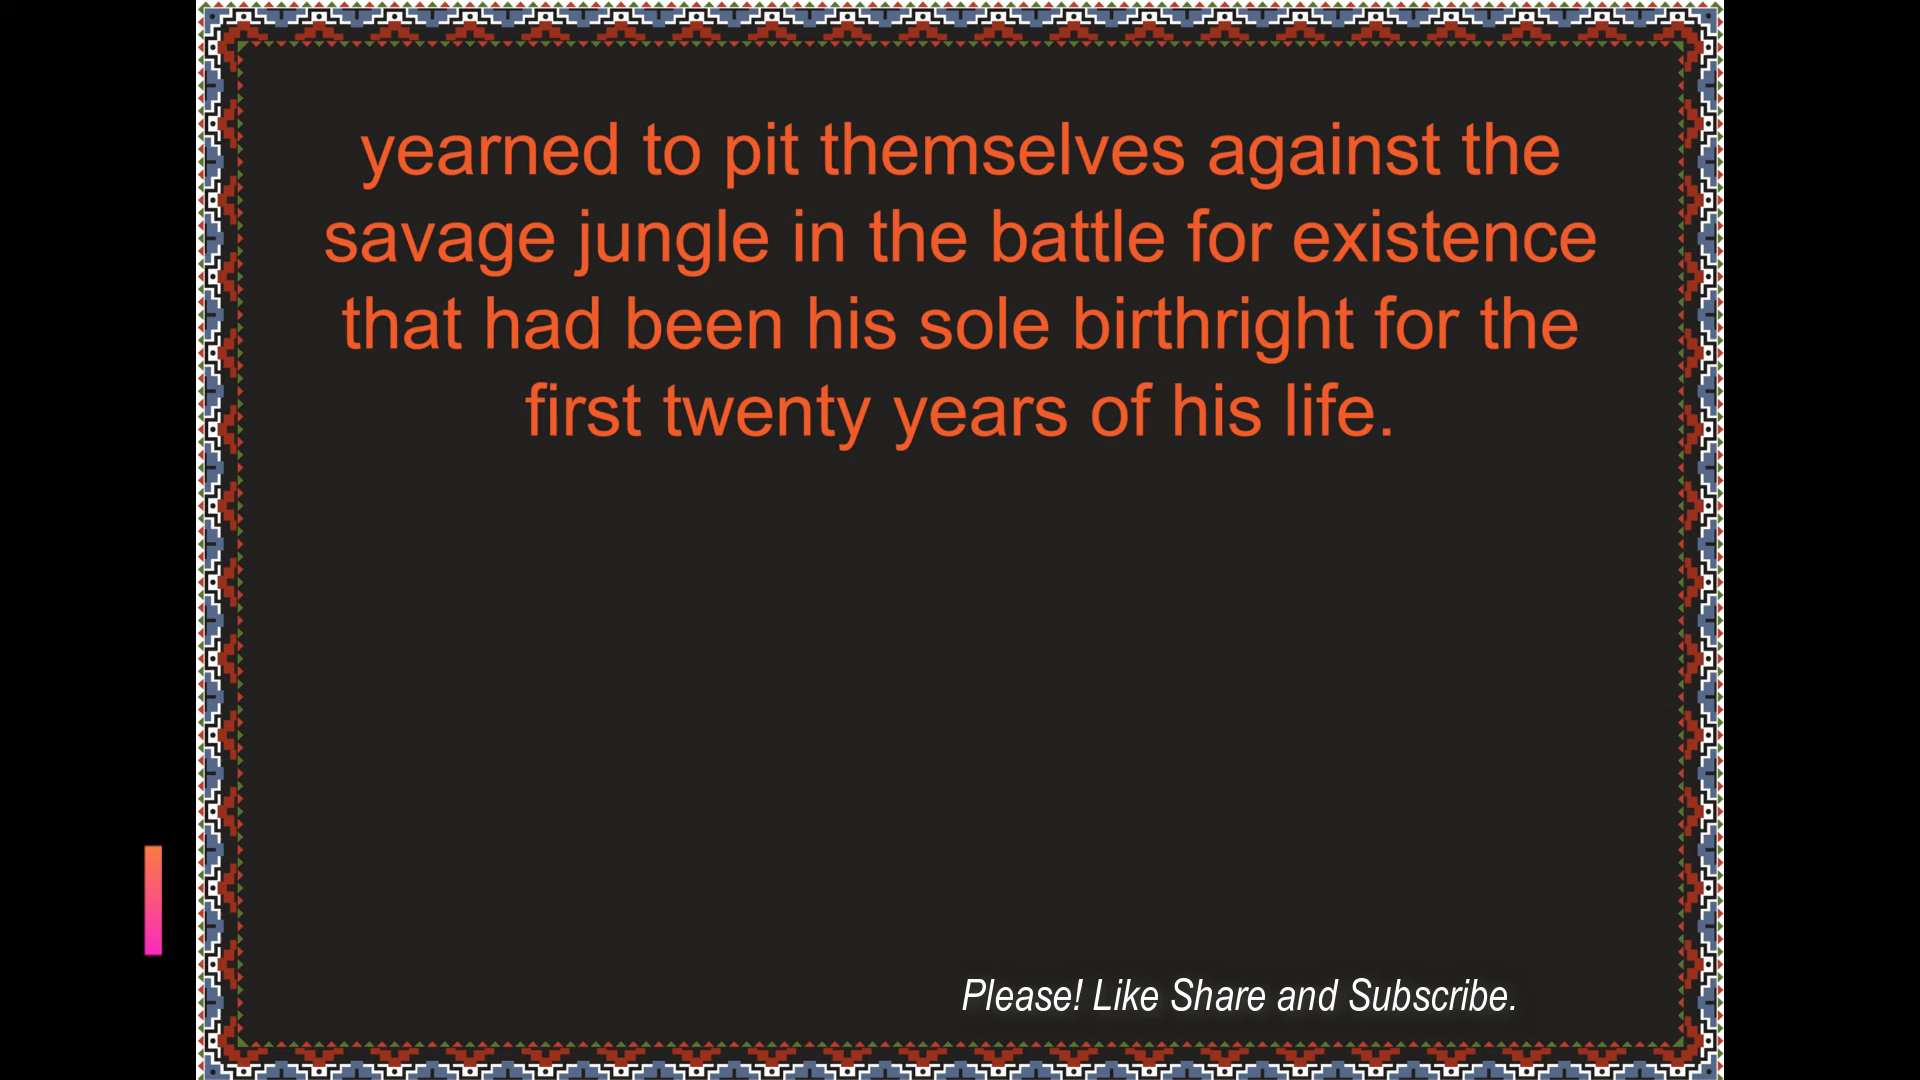 yearned to pit themselves against the
savage jungle in the battle for existence
that had been his sole birthright for the
first twenty years of his life.
Please! Like Share and Subscribe.